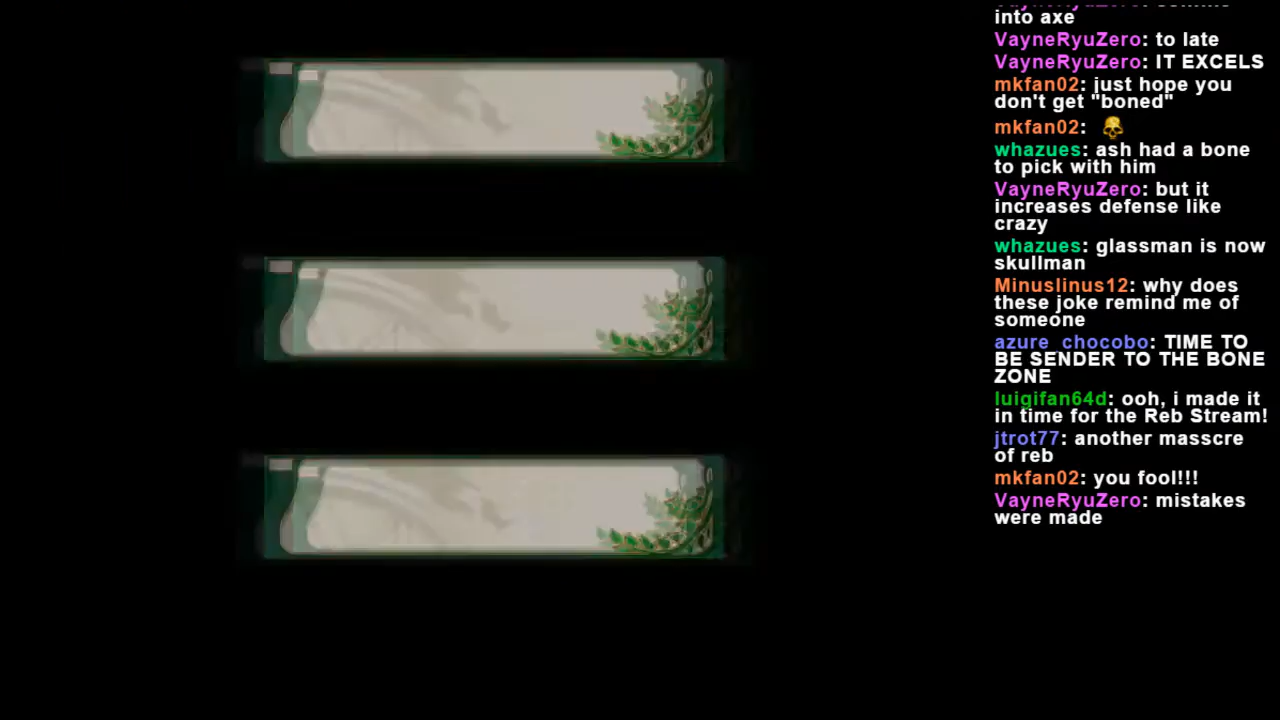 into axe
VayneRyuZero: to late
VayneRyuZero: IT EXCELS
mkfan02: just hope you
don't get "boned"
mkfan02:
whazues: ash had a bone
to pick with him
VayneRyuZero: but it
increases defense like
crazy
whazues: glassman is now
skullman
Minuslinus12: why does
these joke remind me of
someone
azure_chocobo: TIME TO
BE SENDER TO THE BONE
ZONE
luigifan64d: ooh, i made it
in time for the Reb Stream!
jtrot77: another masscre
of reb
mkfan02: you fool!!!
VayneRyuZero: mistakes
were made